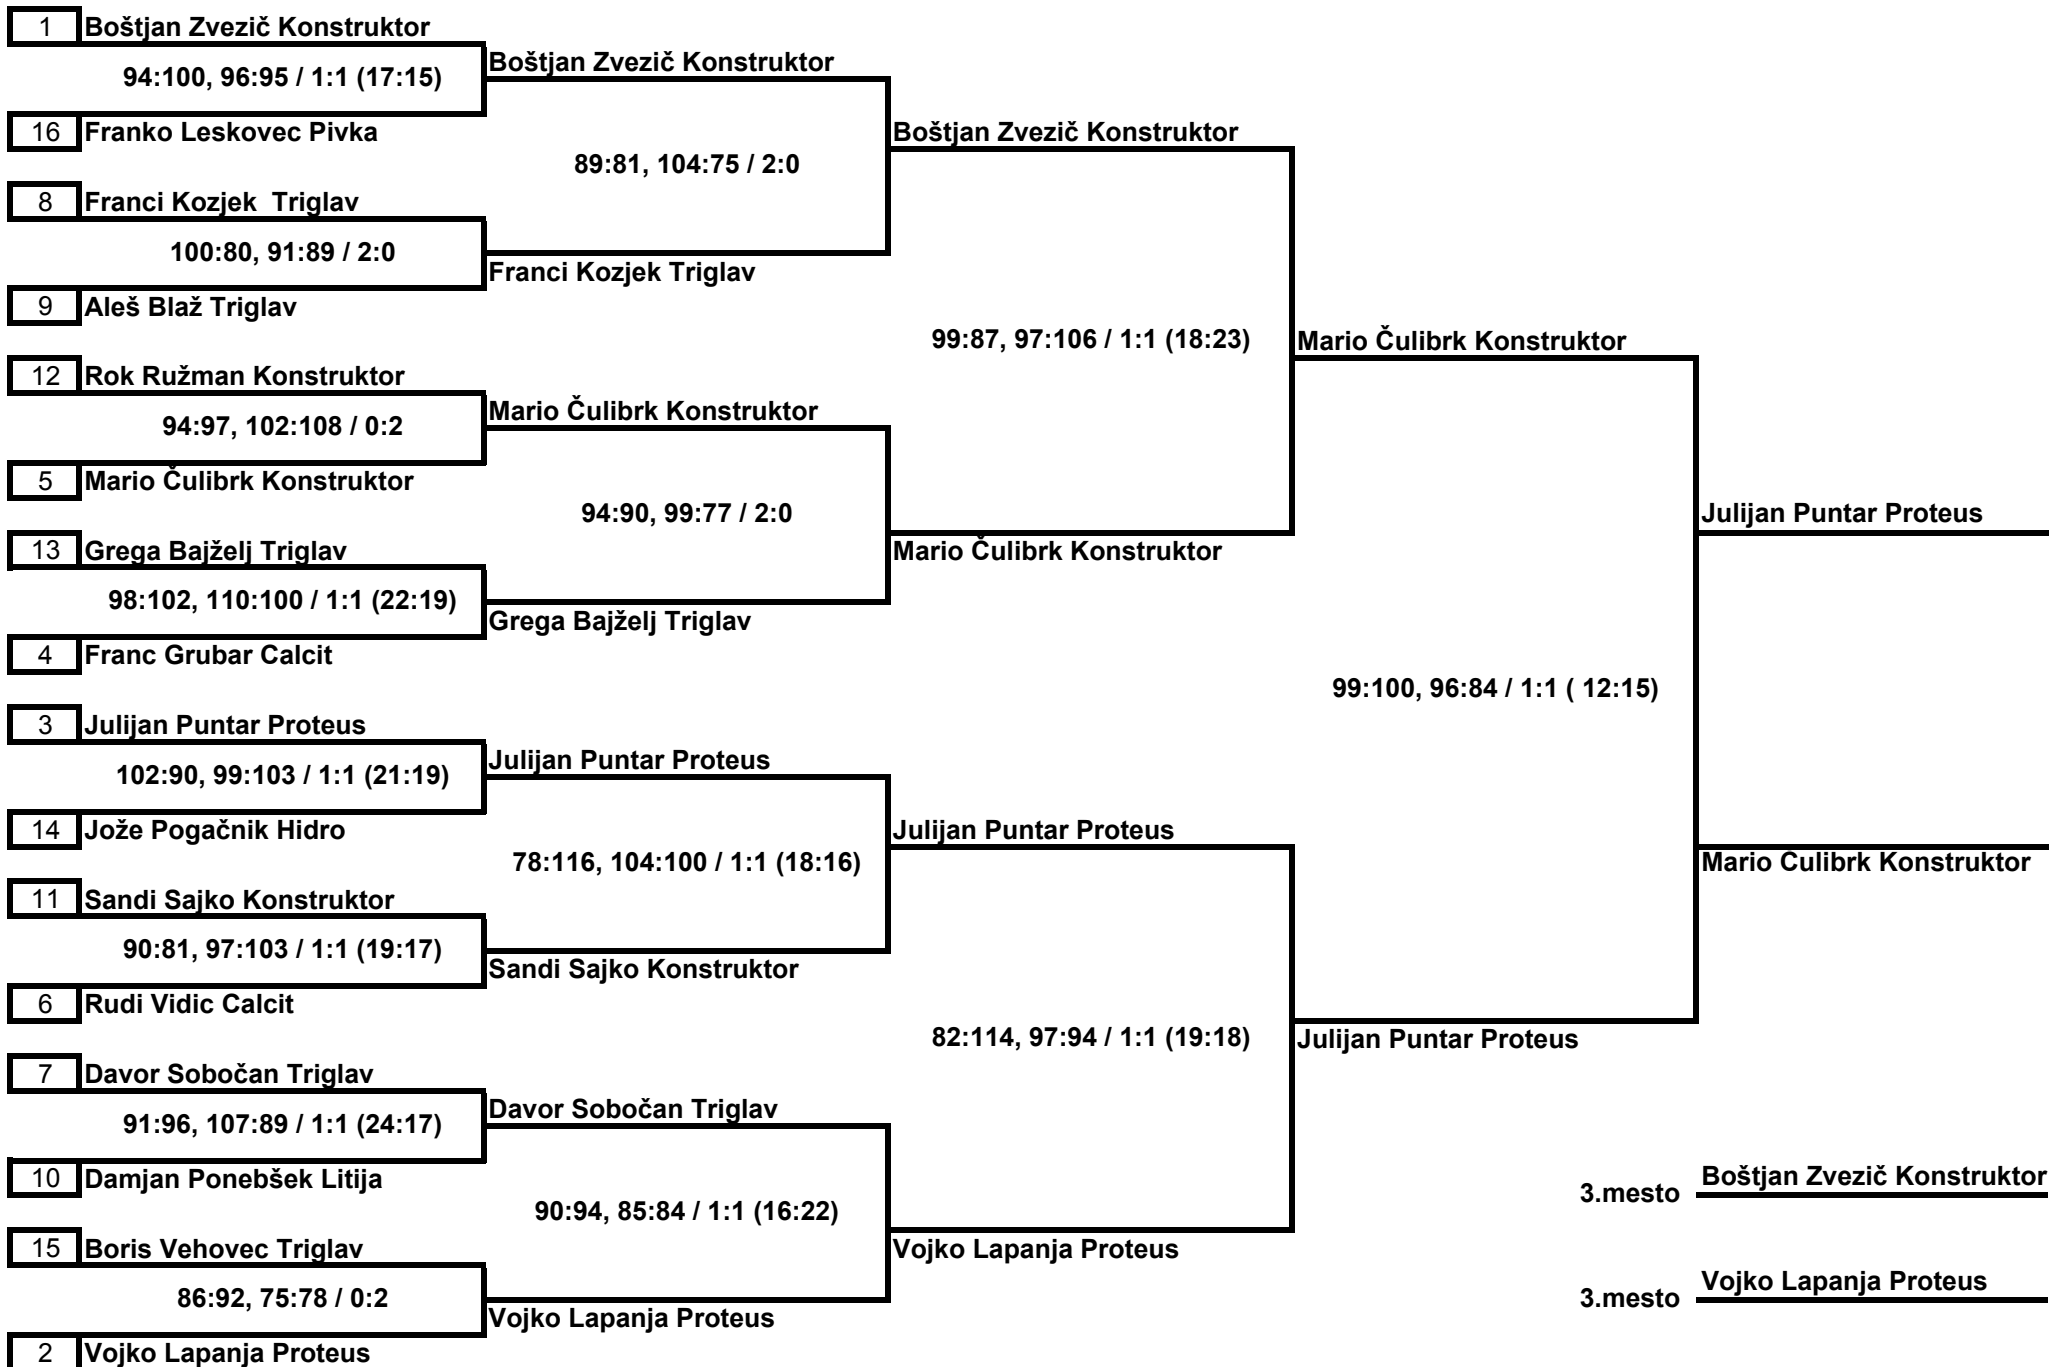 1 Boštjan Zvezič Konstruktor
94:100, 96:95 / 1:1 (17:15)
16 Franko Leskovec Pivka
8 Franci Kozjek  Triglav
100:80, 91:89 / 2:0
9 Aleš Blaž Triglav
12 Rok Ružman Konstruktor
94:97, 102:108 / 0:2
5 Mario Čulibrk Konstruktor
13 Grega Bajželj Triglav
98:102, 110:100 / 1:1 (22:19)
4 Franc Grubar Calcit
3 Julijan Puntar Proteus
102:90, 99:103 / 1:1 (21:19)
14 Jože Pogačnik Hidro
11 Sandi Sajko Konstruktor
90:81, 97:103 / 1:1 (19:17)
6 Rudi Vidic Calcit
7 Davor Sobočan Triglav
91:96, 107:89 / 1:1 (24:17)
10 Damjan Ponebšek Litija
15 Boris Vehovec Triglav
86:92, 75:78 / 0:2
2 Vojko Lapanja Proteus
Boštjan Zvezič Konstruktor
89:81, 104:75 / 2:0
Franci Kozjek Triglav
Mario Čulibrk Konstruktor
94:90, 99:77 / 2:0
Grega Bajželj Triglav
Julijan Puntar Proteus
78:116, 104:100 / 1:1 (18:16)
Sandi Sajko Konstruktor
Davor Sobočan Triglav
90:94, 85:84 / 1:1 (16:22)
Vojko Lapanja Proteus
Boštjan Zvezič Konstruktor
99:87, 97:106 / 1:1 (18:23)
Mario Čulibrk Konstruktor
Julijan Puntar Proteus
82:114, 97:94 / 1:1 (19:18)
Vojko Lapanja Proteus
Mario Čulibrk Konstruktor
99:100, 96:84 / 1:1 ( 12:15)
Julijan Puntar Proteus
Julijan Puntar Proteus
Mario Čulibrk Konstruktor
3.mesto Boštjan Zvezič Konstruktor
3.mesto Vojko Lapanja Proteus